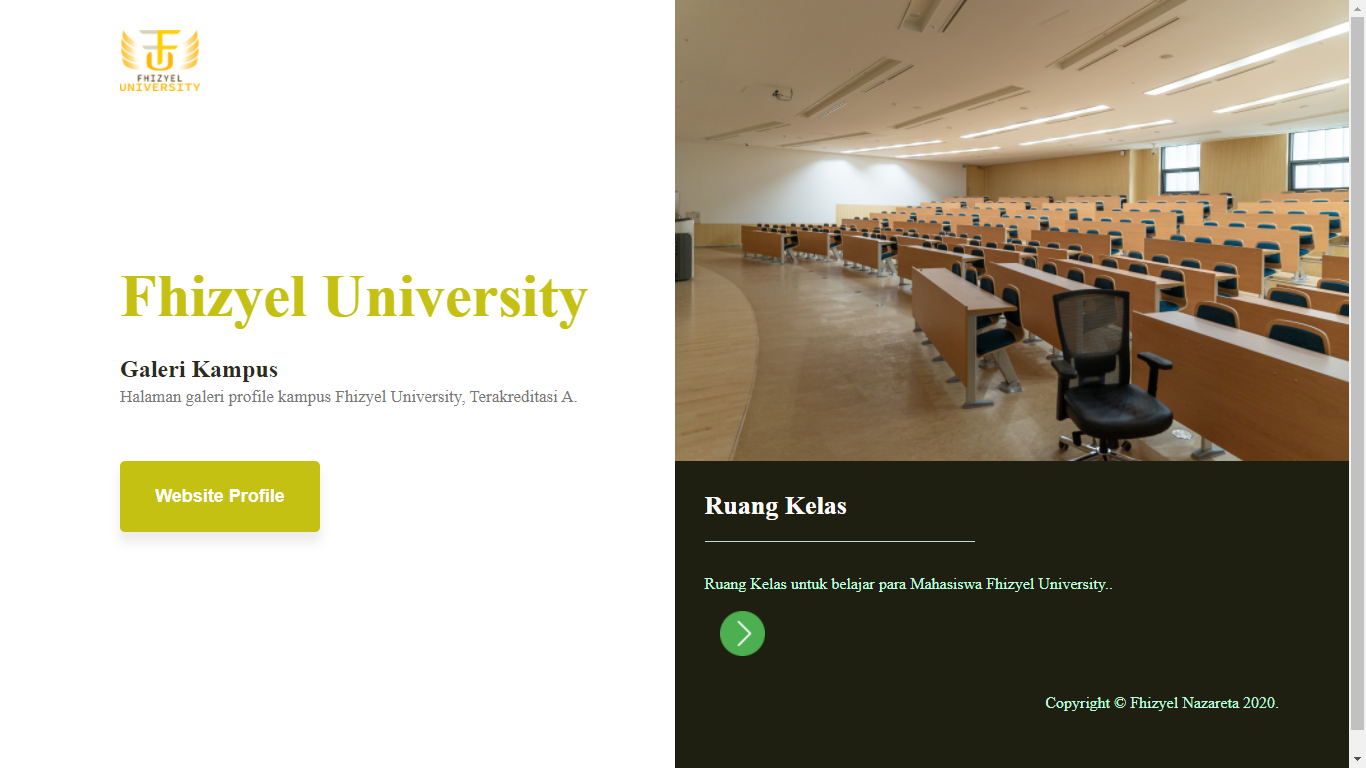 FHIZYEL
UNIVERSITY
Fhizyel University
Galeri Kampus
Halaman galeri profile kampus Fhizyel University, Terakreditasi A.
Website Profile
Ruang Kelas
Ruang Kelas untuk belajar para Mahasiswa Fhizyel University..
Copyright © Fhizyel Nazareta 2020.